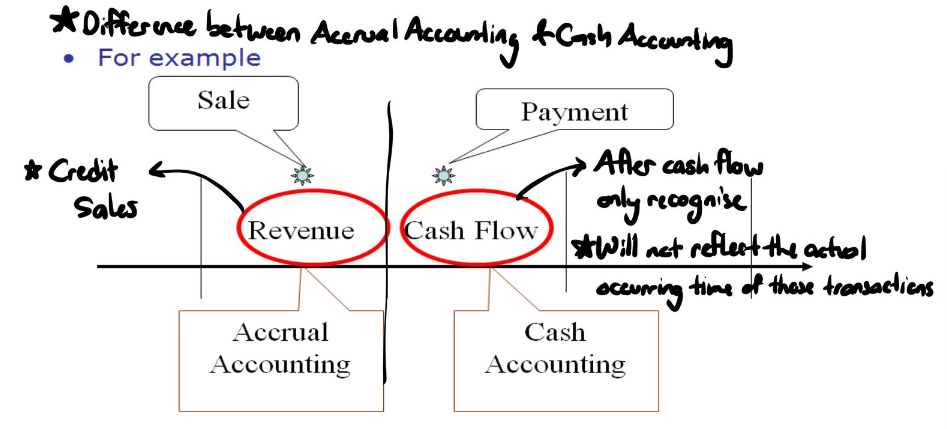 ★Difference between Accrual Accounting & Cash Accounting
• For example
Sale
Payment
★ Credit
Sales
After cash flow
only recognise
Revenue
Cash Flow
★Will not reflect the actual
occurring time of those transactions
Accrual
Accounting
Cash
Accounting